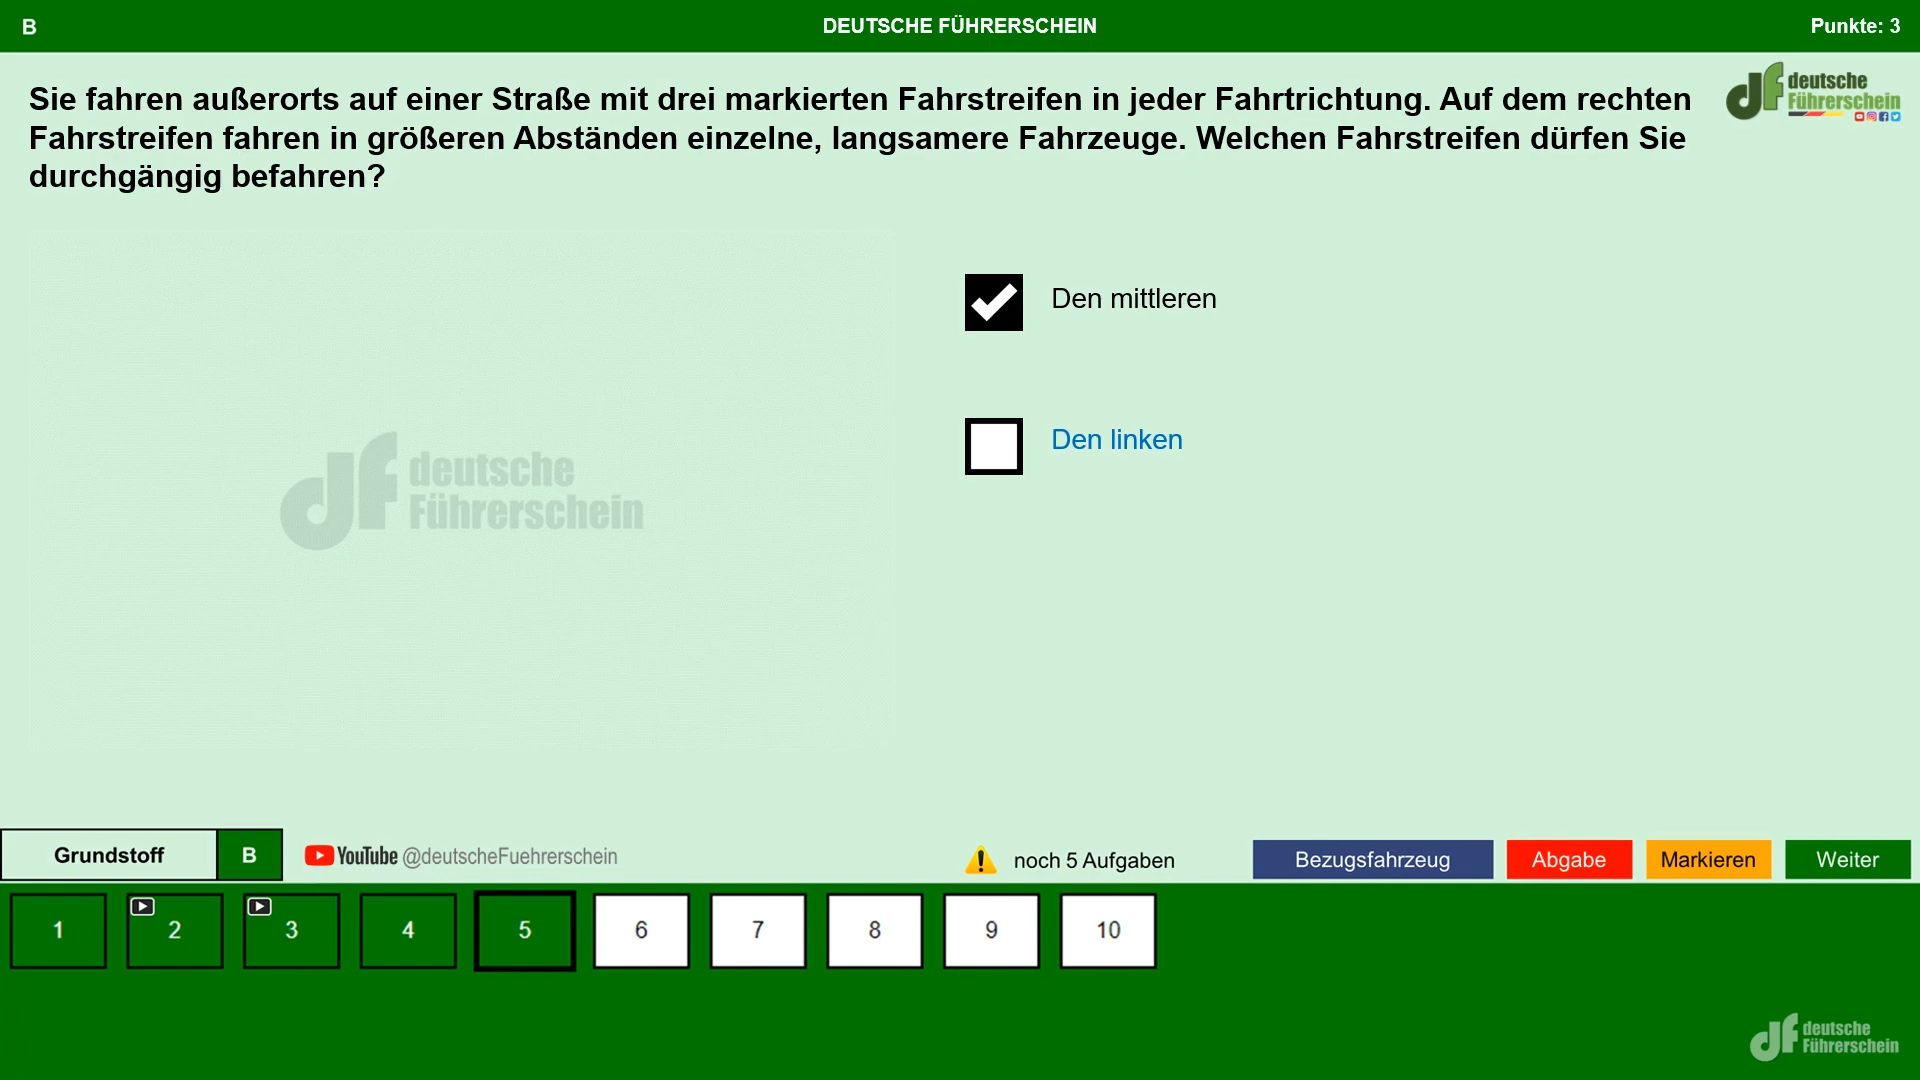 B
DEUTSCHE FÜHRERSCHEIN
Punkte: 3
Sie fahren außerorts auf einer Straße mit drei markierten Fahrstreifen in jeder Fahrtrichtung. Auf dem rechten
Fahrstreifen fahren in größeren Abständen einzelne, langsamere Fahrzeuge. Welchen Fahrstreifen dürfen Sie
durchgängig befahren?
df deutsche
Führerschein
Den mittleren
Den linken
df deutsche
Führerschein
Grundstoff
B
YouTube @deutscheFuehrerschein
noch 5 Aufgaben
Bezugsfahrzeug
Abgabe
Markieren
Weiter
1
2
3
4
5
6
7
8
9
10
df deutsche
Führerschein